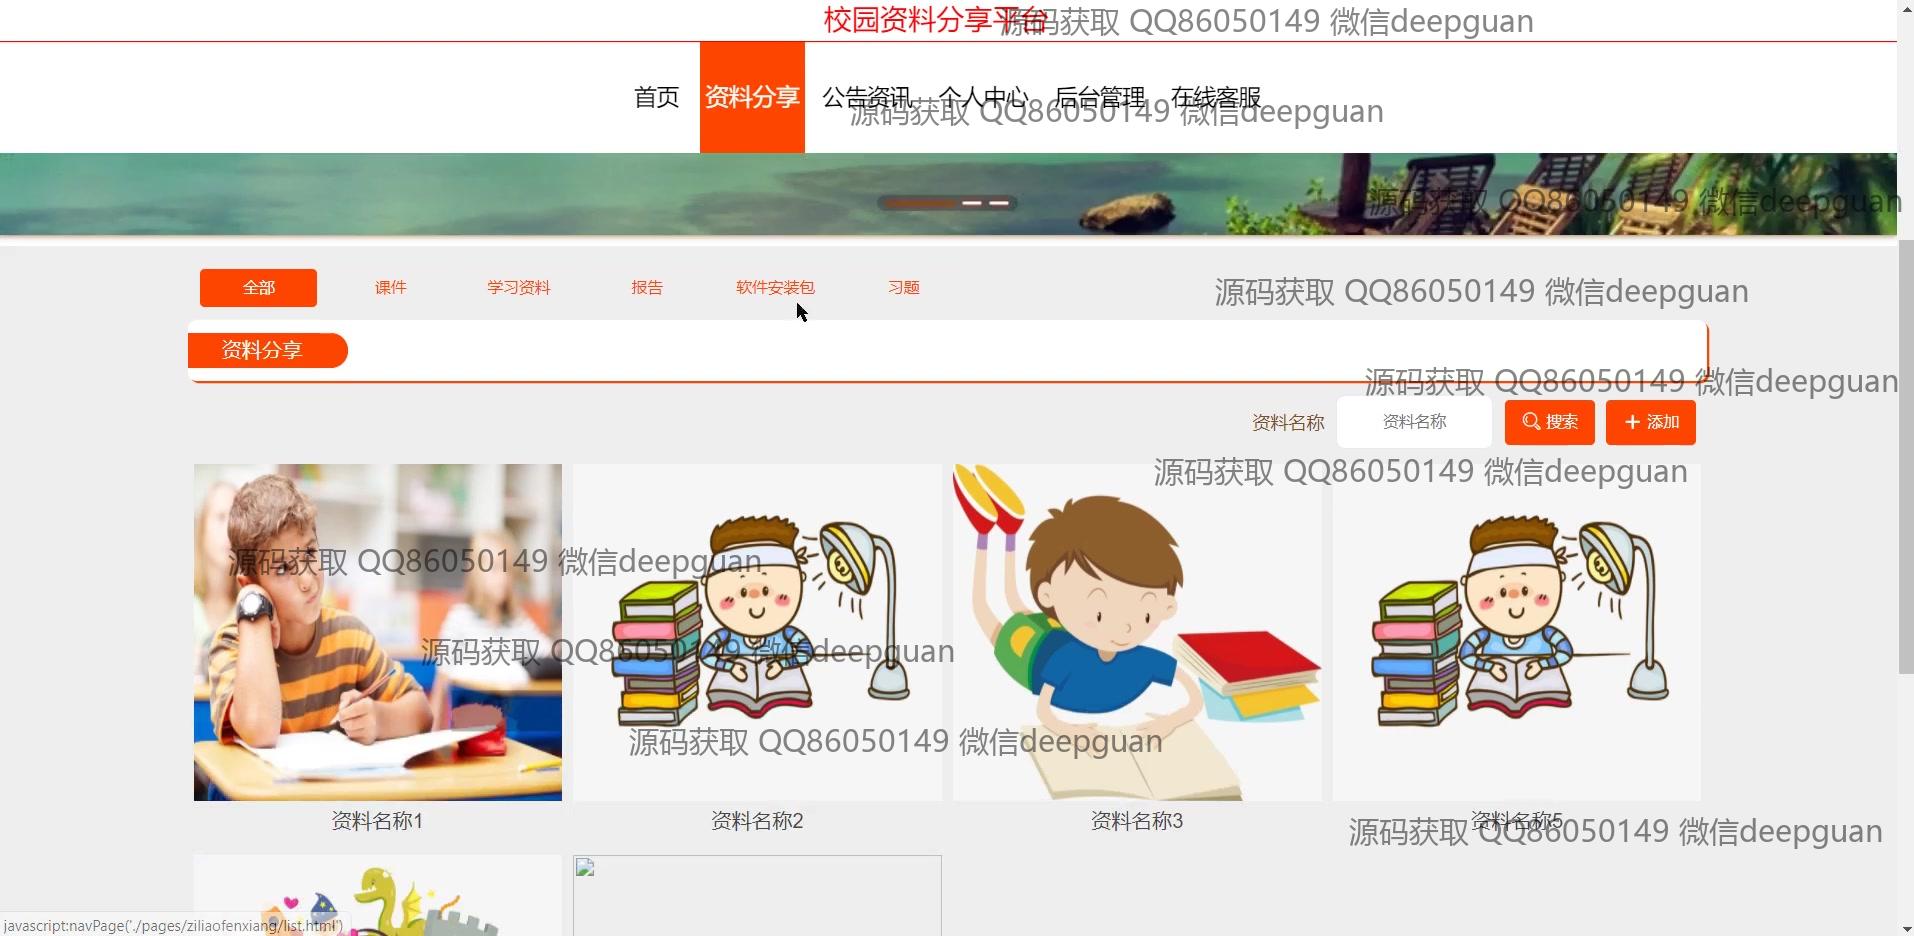 校园资料分享平台
源码获取 QQ86050149 微信deepguan
首页 资料分享 公告资讯 个人中心 后台管理 在线客服
源码获取 QQ86050149 微信deepguan
源码获取 QQ86050149 微信deepguan
全部 课件 学习资料 报告 软件安装包 习题
源码获取 QQ86050149 微信deepguan
资料分享
源码获取 QQ86050149 微信deepguan
资料名称 资料名称 搜索 添加
源码获取 QQ86050149 微信deepguan
源码获取 QQ86050149 微信deepguan
源码获取 QQ86050149 微信deepguan
源码获取 QQ86050149 微信deepguan
资料名称1 资料名称2 资料名称3 资料名称5
源码获取 QQ86050149 微信deepguan
javascript:navPage('./pages/ziliaofenxiang/list.html')